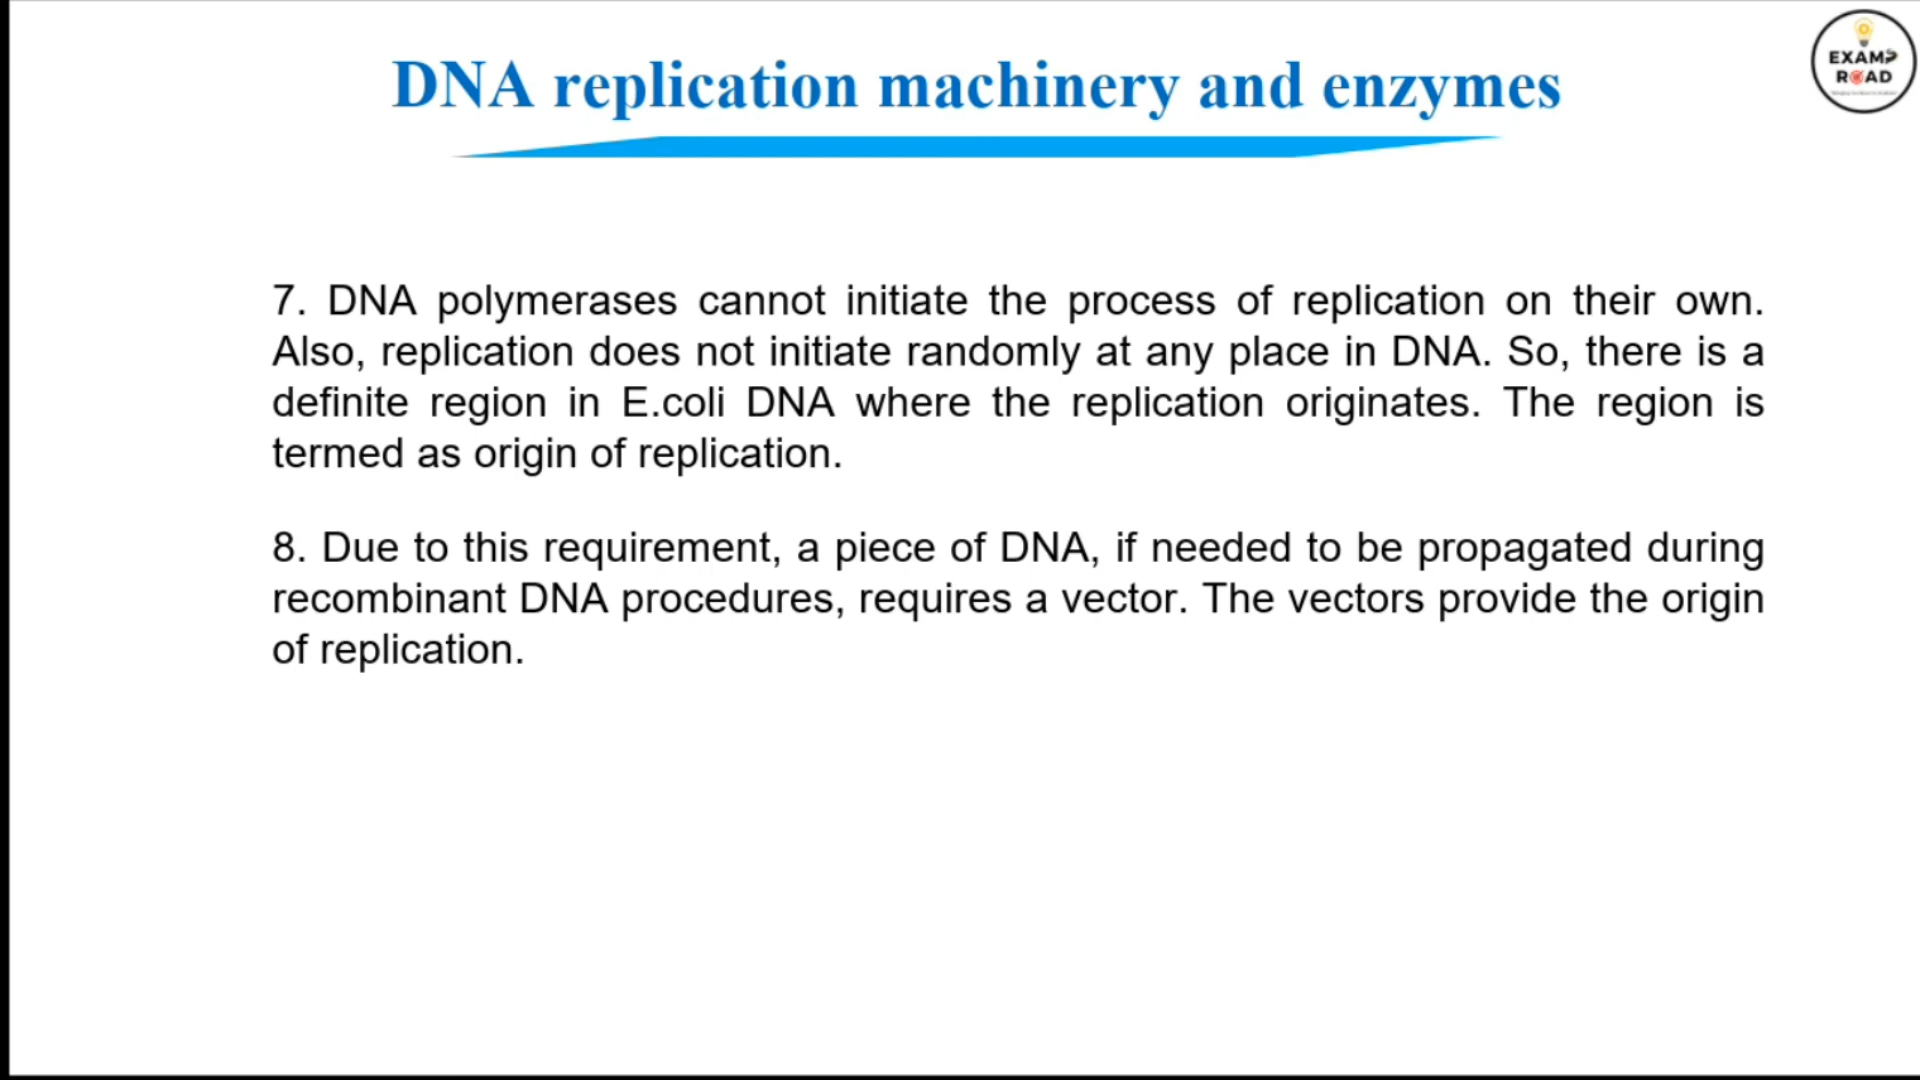 DNA replication machinery and enzymes
EXAM
ROAD
7. DNA polymerases cannot initiate the process of replication on their own.
Also, replication does not initiate randomly at any place in DNA. So, there is a
definite region in E.coli DNA where the replication originates. The region is
termed as origin of replication.
8. Due to this requirement, a piece of DNA, if needed to be propagated during
recombinant DNA procedures, requires a vector. The vectors provide the origin
of replication.